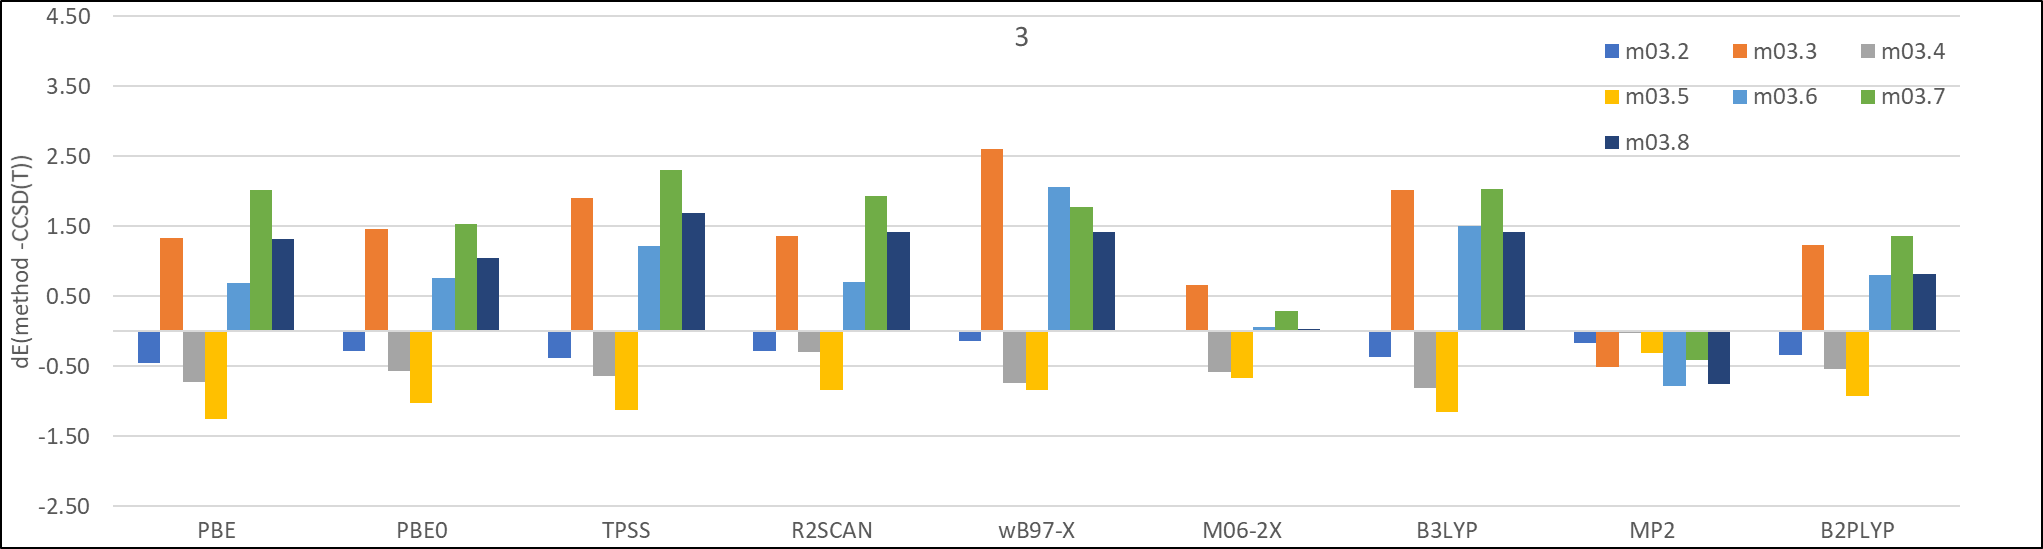 3
4.50
3.50
2.50
1.50
0.50
-0.50
-1.50
-2.50
dE(method -CCSD(T))
m03.2 m03.3 m03.4
m03.5 m03.6 m03.7
m03.8
PBE PBE0 TPSS R2SCAN wB97-X M06-2X B3LYP MP2 B2PLYP